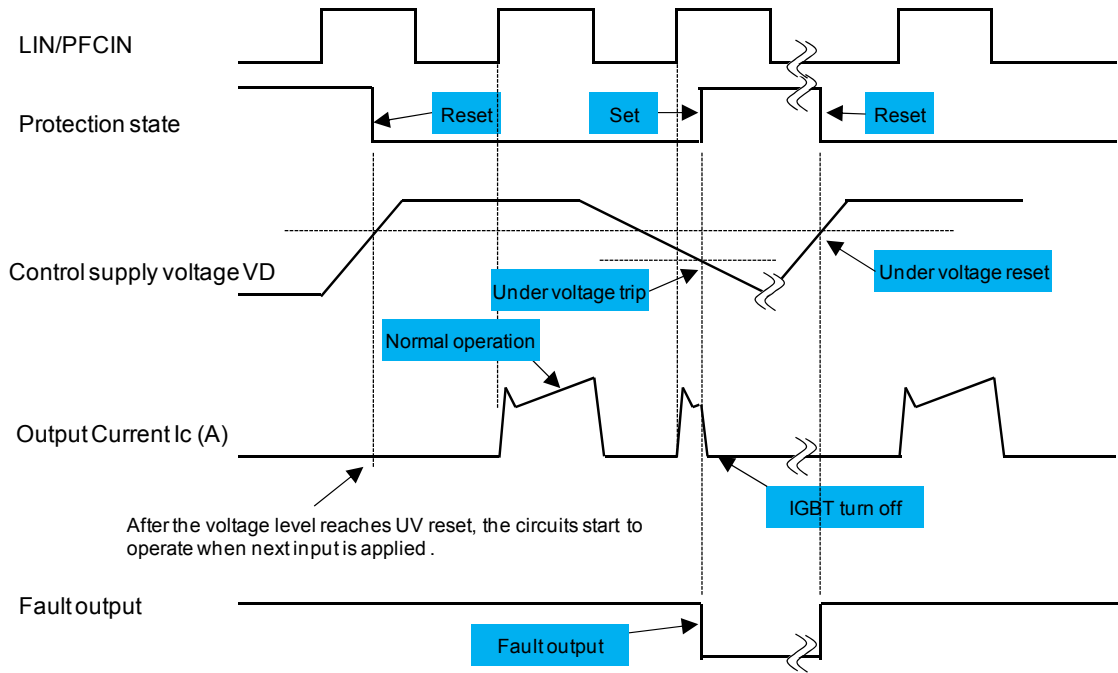 LIN/PFCIN
Protection state
Reset
Set
Reset
Control supply voltage VD
Under voltage trip
Under voltage reset
Normal operation
Output Current Ic (A)
IGBT turn off
After the voltage level reaches UV reset, the circuits start to
operate when next input is applied .
Fault output
Fault output